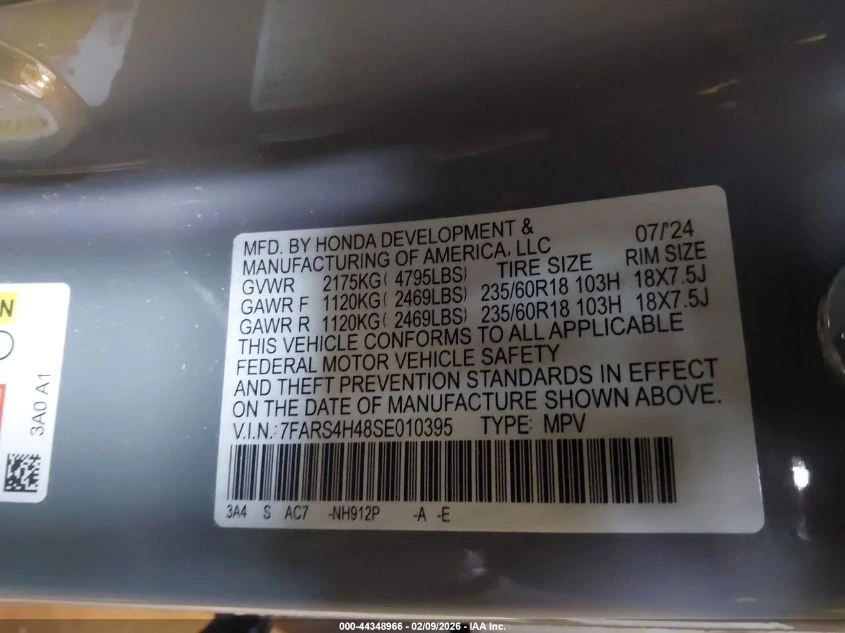 MFD. BY HONDA DEVELOPMENT & 07/'24
MANUFACTURING OF AMERICA, LLC
TIRE SIZE RIM SIZE
GVWR 2175KG( 4795LBS)
GAWR F 1120KG( 2469LBS) 235/60R18 103H 18X7.5J
GAWR R 1120KG( 2469LBS) 235/60R18 103H 18X7.5J
THIS VEHICLE CONFORMS TO ALL APPLICABLE
FEDERAL MOTOR VEHICLE SAFETY
AND THEFT PREVENTION STANDARDS IN EFFECT
ON THE DATE OF MANUFACTURE SHOWN ABOVE.
V.I.N.: 7FARS4H48SE010395 TYPE: MPV
3A4 S AC7 -NH912P -A -E
3A0 A1
000-44348966 - 02/09/2026 - IAA Inc.